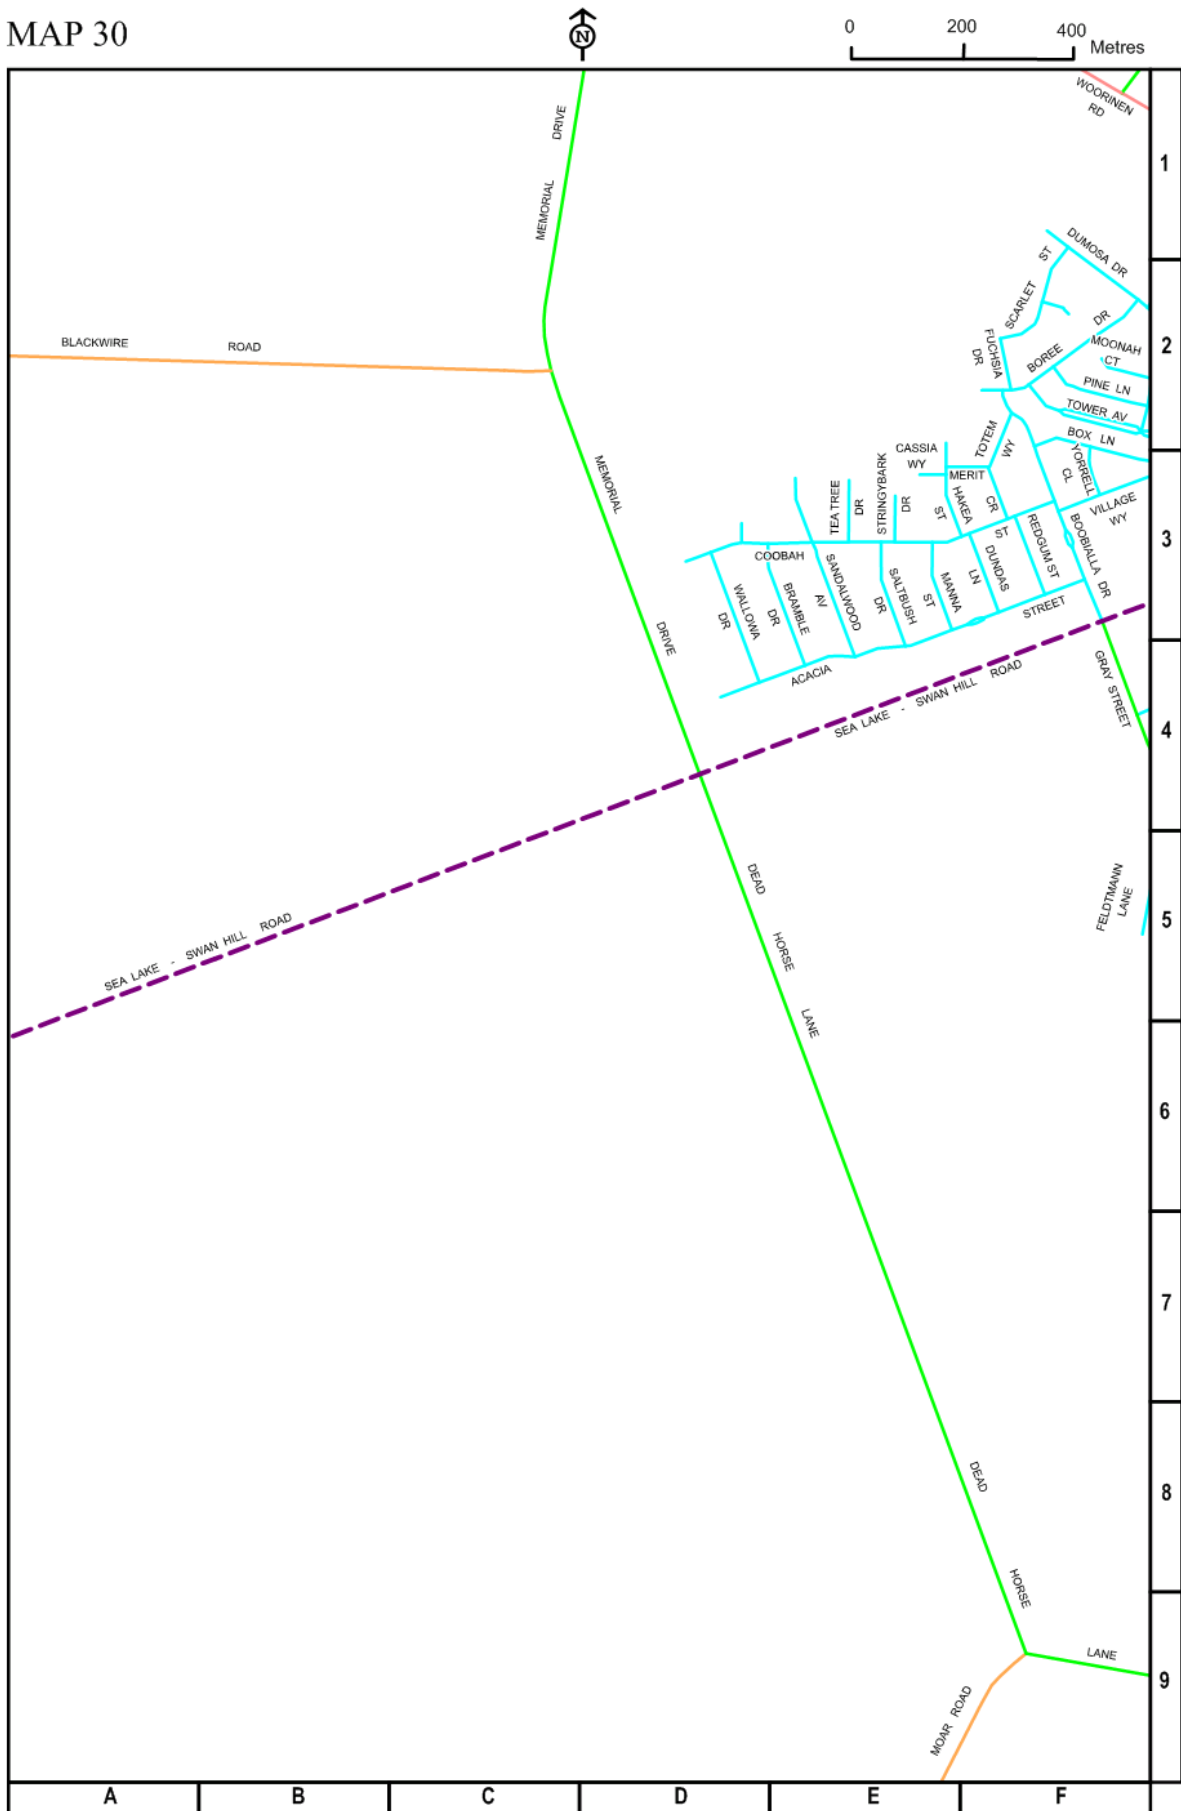 MAP 30
N
0 200 400
Metres
WOORINEN
RD
1
MEMORIAL DRIVE
DUMOSA DR
SCARLET ST
2
BLACKWIRE ROAD
FUCHSIA
DR
BOREE DR
MOONAH
CT
PINE LN
TOWER AV
BOX LN
TOTEM
WY
CASSIA
WY
MERIT
CR
YORRELL
CL
VILLAGE
WY
MEMORIAL
DRIVE
TEA TREE
DR
STRINGYBARK
DR
HAKEA
ST
3
COOBAH
ST
WALLOWA
DR
BRAMBLE
DR
SANDALWOOD
AV
SALTBUSH
DR
MANNA
ST
DUNDAS
LN
REDGUM ST
BOOBIALLA DR
ACACIA
STREET
SEA LAKE - SWAN HILL ROAD
GRAY STREET
4
DEAD
HORSE
LANE
FELDTMANN
LANE
5
SEA LAKE - SWAN HILL ROAD
6
7
DEAD
HORSE
LANE
8
MOAR ROAD
9
A B C D E F